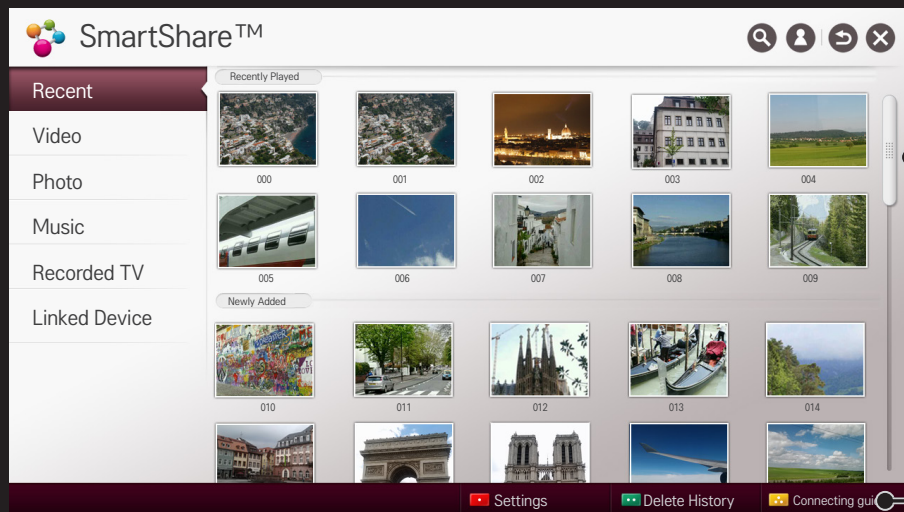 SmartShare™
Recently Played
Recent
Video
Photo
Music
Recorded TV
Linked Device
000 001 002 003 004
005 006 007 008 009
Newly Added
010 011 012 013 014
Settings Delete History Connecting